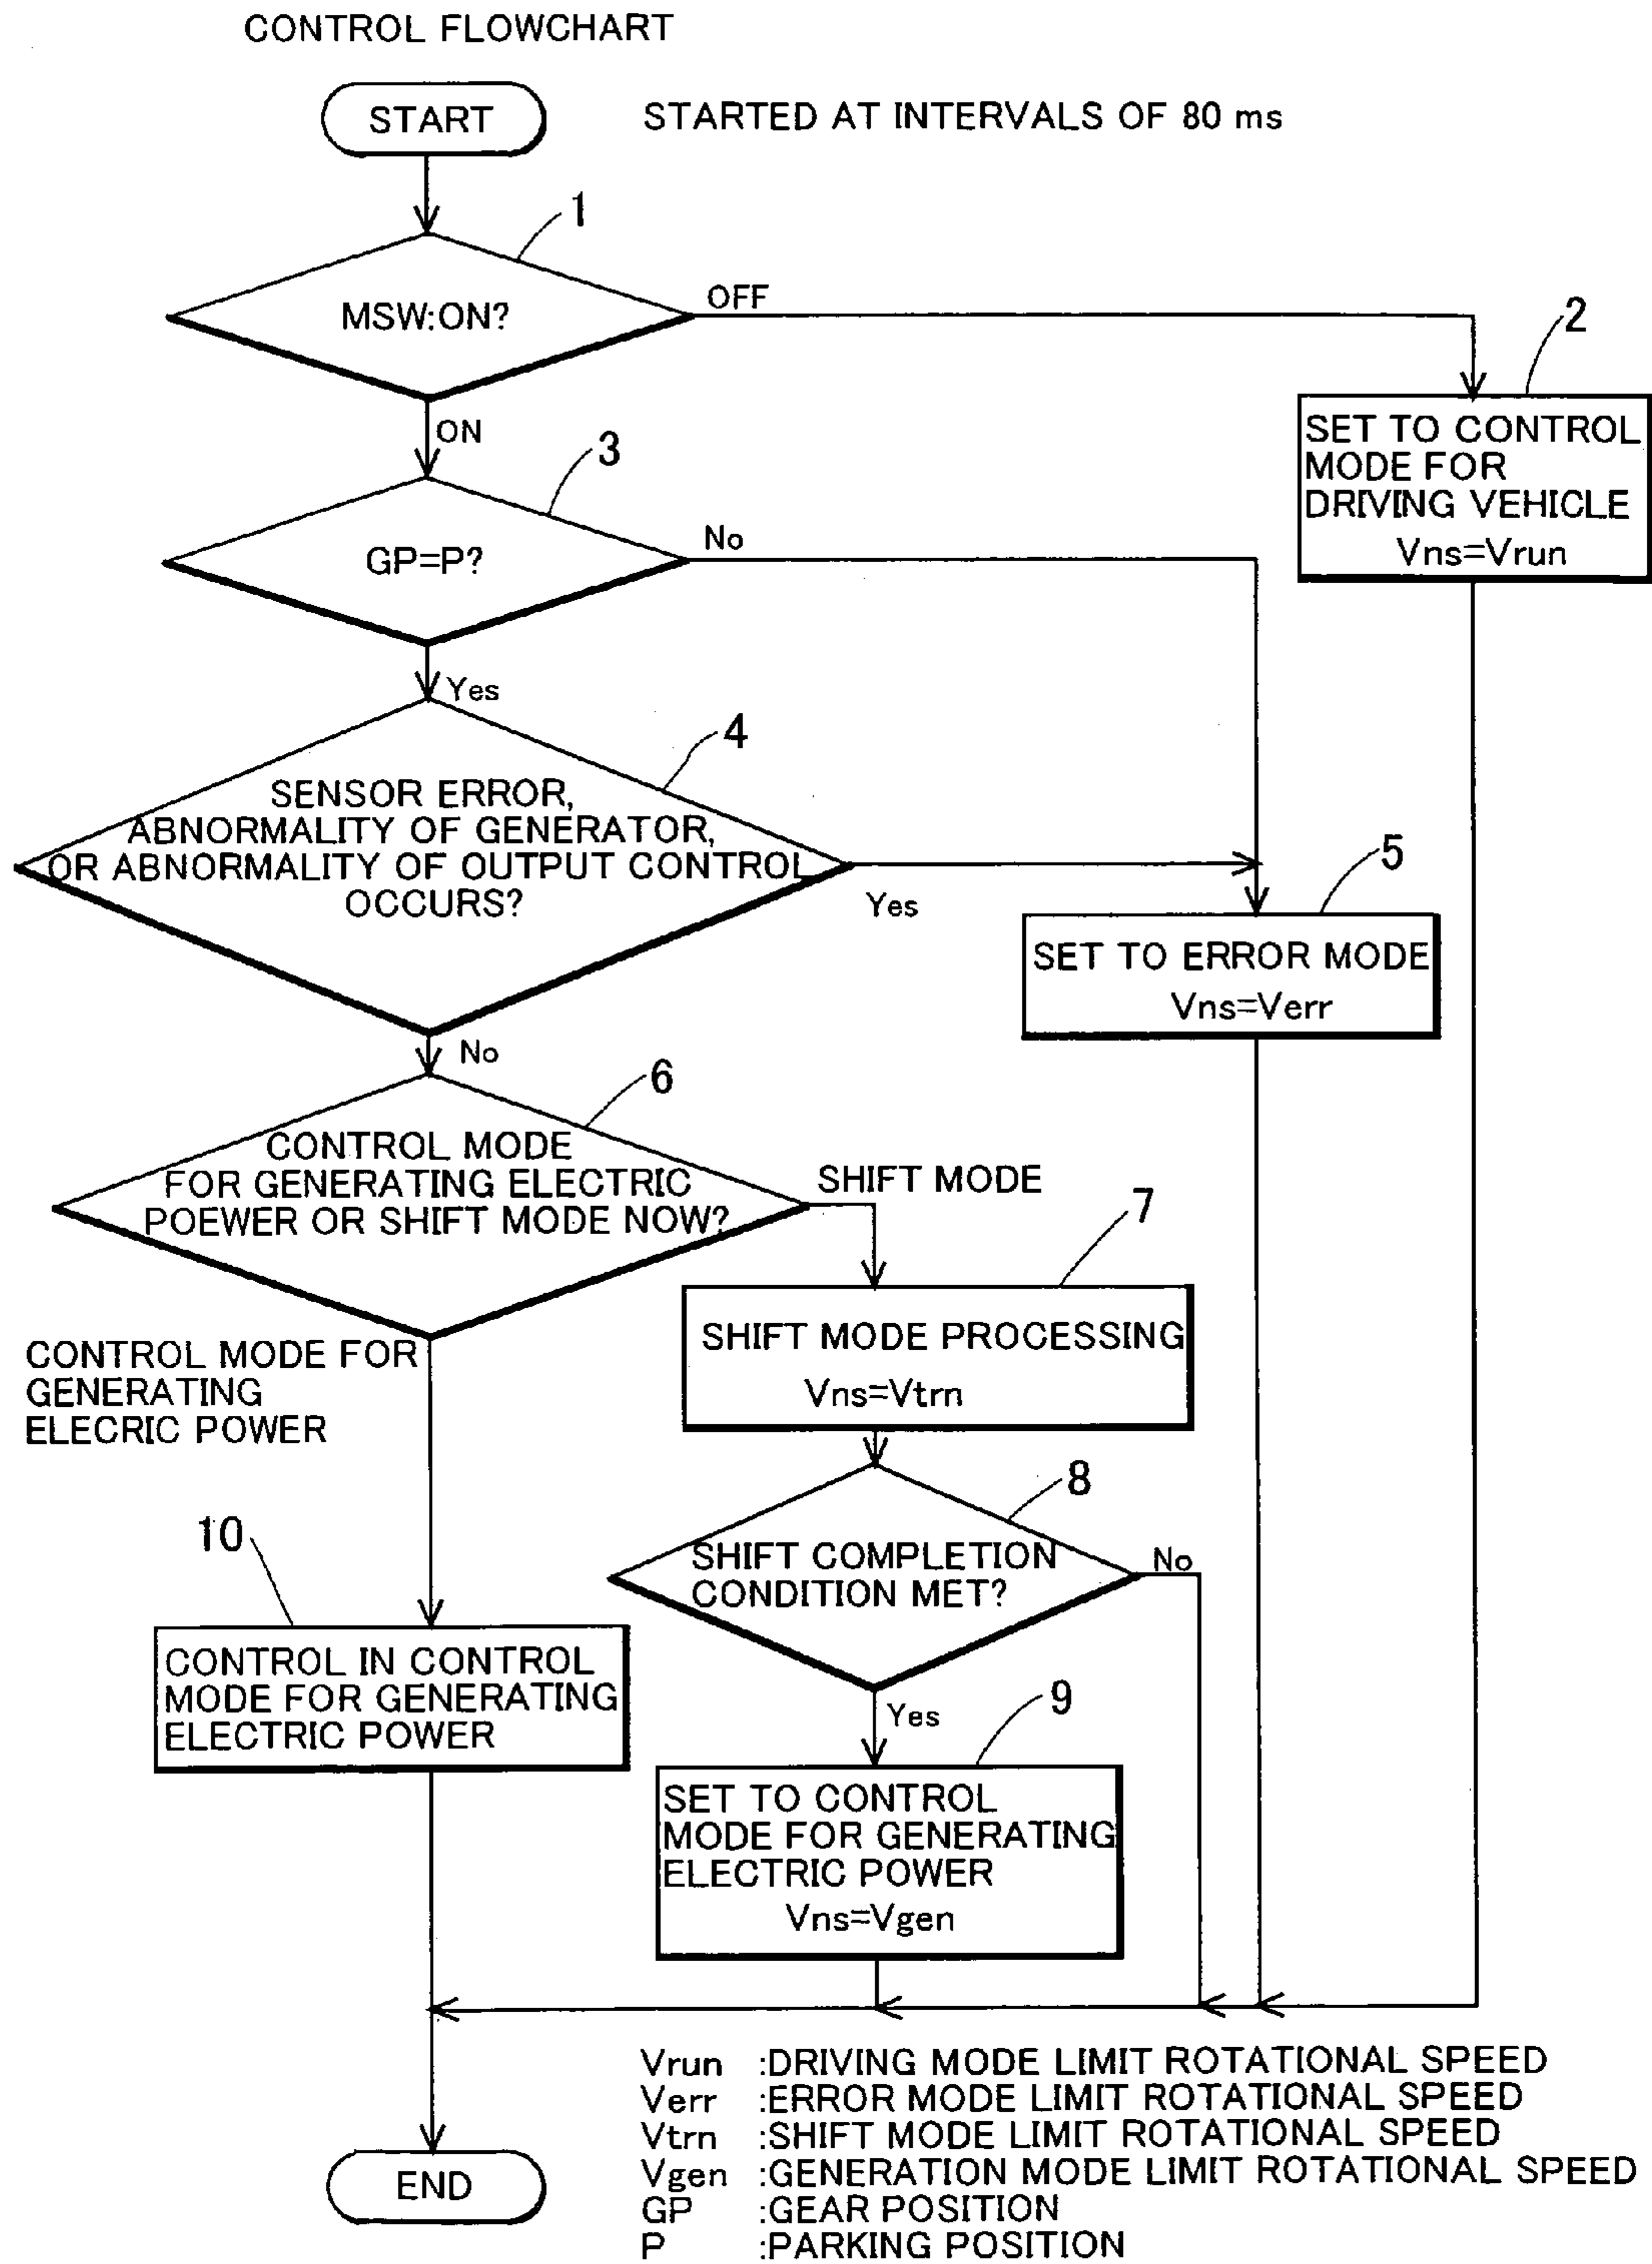 CONTROL FLOWCHART
START
STARTED AT INTERVALS OF 80 ms
1
MSW:ON?
OFF
2
SET TO CONTROL
MODE FOR
DRIVING VEHICLE
Vns=Vrun
ON
3
GP=P?
No
Yes
4
SENSOR ERROR,
ABNORMALITY OF GENERATOR,
OR ABNORMALITY OF OUTPUT CONTROL
OCCURS?
Yes
5
SET TO ERROR MODE
Vns=Verr
No
6
CONTROL MODE
FOR GENERATING ELECTRIC
POEWER OR SHIFT MODE NOW?
SHIFT MODE
7
SHIFT MODE PROCESSING
Vns=Vtrn
CONTROL MODE FOR
GENERATING
ELECRIC POWER
8
SHIFT COMPLETION
CONDITION MET?
No
10
CONTROL IN CONTROL
MODE FOR GENERATING
ELECTRIC POWER
Yes
9
SET TO CONTROL
MODE FOR GENERATING
ELECTRIC POWER
Vns=Vgen
Vrun :DRIVING MODE LIMIT ROTATIONAL SPEED
Verr :ERROR MODE LIMIT ROTATIONAL SPEED
Vtrn :SHIFT MODE LIMIT ROTATIONAL SPEED
Vgen :GENERATION MODE LIMIT ROTATIONAL SPEED
GP :GEAR POSITION
P :PARKING POSITION
END